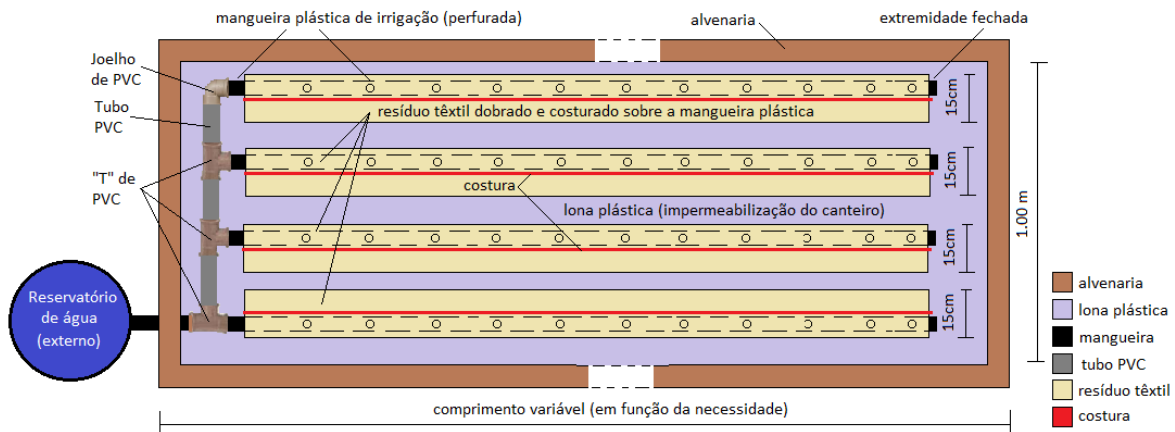 mangueira plástica de irrigação (perfurada)
alvenaria
extremidade fechada
Joelho
de PVC
Tubo
PVC
"T" de
PVC
15cm
resíduo têxtil dobrado e costurado sobre a mangueira plástica
15cm
costura
lona plástica (impermeabilização do canteiro)
15cm
15cm
1.00 m
Reservatório
de água
(externo)
alvenaria
lona plástica
mangueira
tubo PVC
resíduo têxtil
costura
comprimento variável (em função da necessidade)